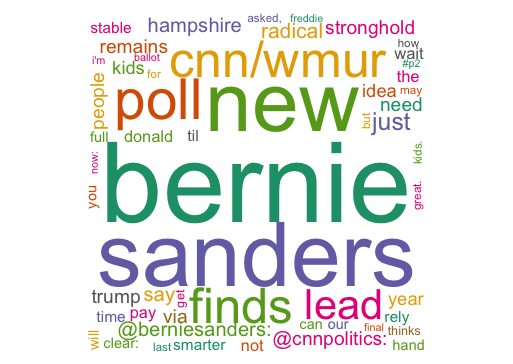 asked, freddie
stable hampshire radical stronghold
remains cnn/wmur how wait
i'm ballot #p2
kids for idea may
people poll new the need
but just
full donald til
now: bernie kids.
you great.
sanders
trump say get finds lead year
time pay via rely
will @berniesanders: can our final thinks
clear: last smarter not @cnnpolitics: hand